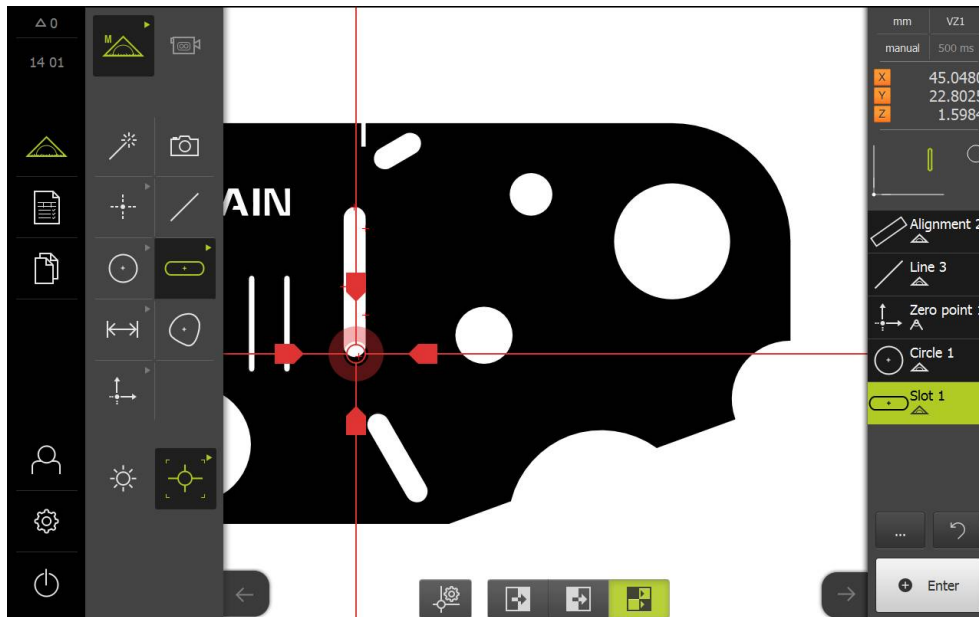 0
14 01
M
AIN
mm VZ1
manual 500 ms
X 45.0480
Y 22.8025
Z 1.5984
Alignment 2
Line 3
Zero point
Circle 1
Slot 1
...
Enter